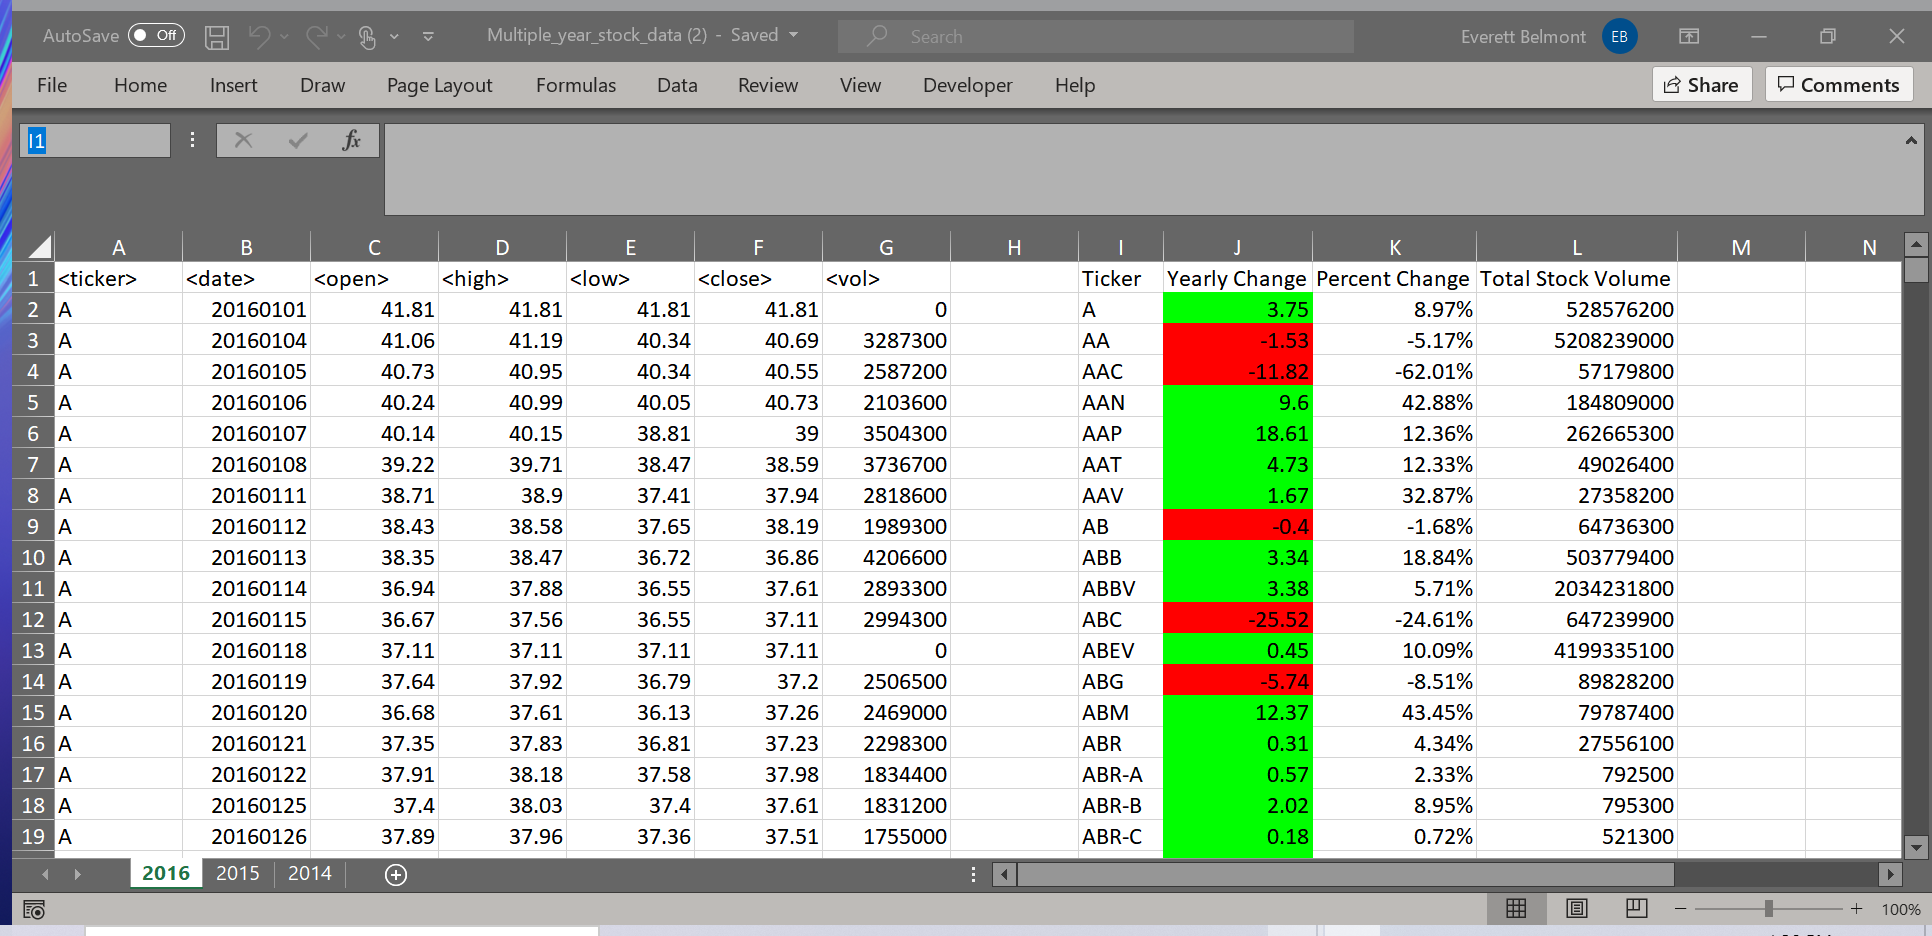 AutoSave Off Multiple_year_stock_data (2) - Saved Search Everett Belmont EB
File Home Insert Draw Page Layout Formulas Data Review View Developer Help Share Comments
I1 fx
A B C D E F G H I J K L M N
1 <ticker> <date> <open> <high> <low> <close> <vol> Ticker Yearly Change Percent Change Total Stock Volume
2 A 20160101 41.81 41.81 41.81 41.81 0 A 3.75 8.97% 528576200
3 A 20160104 41.06 41.19 40.34 40.69 3287300 AA -1.53 -5.17% 5208239000
4 A 20160105 40.73 40.95 40.34 40.55 2587200 AAC -11.82 -62.01% 57179800
5 A 20160106 40.24 40.99 40.05 40.73 2103600 AAN 9.6 42.88% 184809000
6 A 20160107 40.14 40.15 38.81 39 3504300 AAP 18.61 12.36% 262665300
7 A 20160108 39.22 39.71 38.47 38.59 3736700 AAT 4.73 12.33% 49026400
8 A 20160111 38.71 38.9 37.41 37.94 2818600 AAV 1.67 32.87% 27358200
9 A 20160112 38.43 38.58 37.65 38.19 1989300 AB -0.4 -1.68% 64736300
10 A 20160113 38.35 38.47 36.72 36.86 4206600 ABB 3.34 18.84% 503779400
11 A 20160114 36.94 37.88 36.55 37.61 2893300 ABBV 3.38 5.71% 2034231800
12 A 20160115 36.67 37.56 36.55 37.11 2994300 ABC -25.52 -24.61% 647239900
13 A 20160118 37.11 37.11 37.11 37.11 0 ABEV 0.45 10.09% 4199335100
14 A 20160119 37.64 37.92 36.79 37.2 2506500 ABG -5.74 -8.51% 89828200
15 A 20160120 36.68 37.61 36.13 37.26 2469000 ABM 12.37 43.45% 79787400
16 A 20160121 37.35 37.83 36.81 37.23 2298300 ABR 0.31 4.34% 27556100
17 A 20160122 37.91 38.18 37.58 37.98 1834400 ABR-A 0.57 2.33% 792500
18 A 20160125 37.4 38.03 37.4 37.61 1831200 ABR-B 2.02 8.95% 795300
19 A 20160126 37.89 37.96 37.36 37.51 1755000 ABR-C 0.18 0.72% 521300
2016 2015 2014
100%